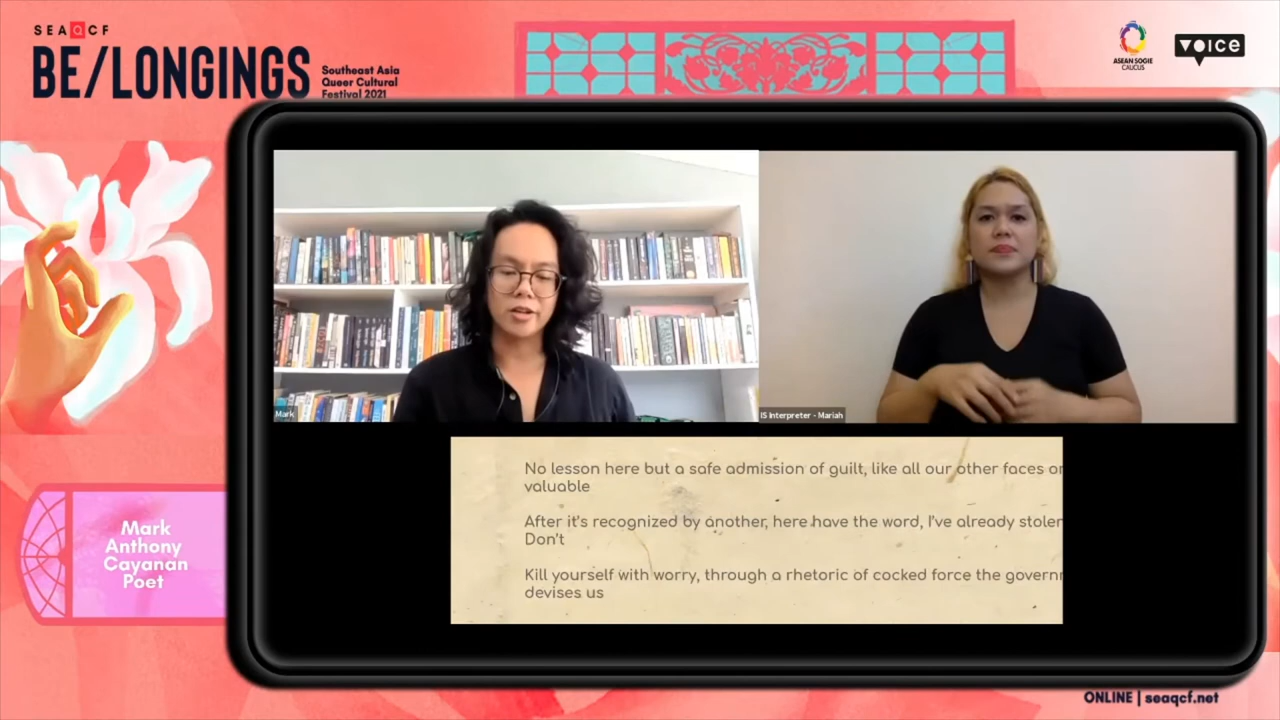 SEAQCF
BE/LONGINGS
Southeast Asia
Queer Cultural
Festival 2021
ASEAN SOGIE
CAUCUS
VOICE
Mark
IS Interpreter - Mariah
No lesson here but a safe admission of guilt, like all our other faces
valuable
After it's recognized by another, here have the word, I've already
Don't
Kill yourself with worry, through a rhetoric of cocked force the
devises us
Mark
Anthony
Cayanan
Poet
ONLINE | seaqcf.net